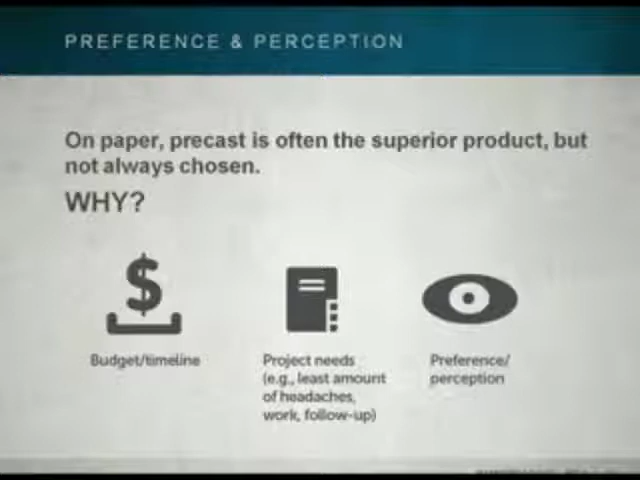 PREFERENCE & PERCEPTION
On paper, precast is often the superior product, but
not always chosen.
WHY?
$
Budget/timeline
Project needs
(e.g., least amount
of headaches,
work, follow-up)
Preference/
perception